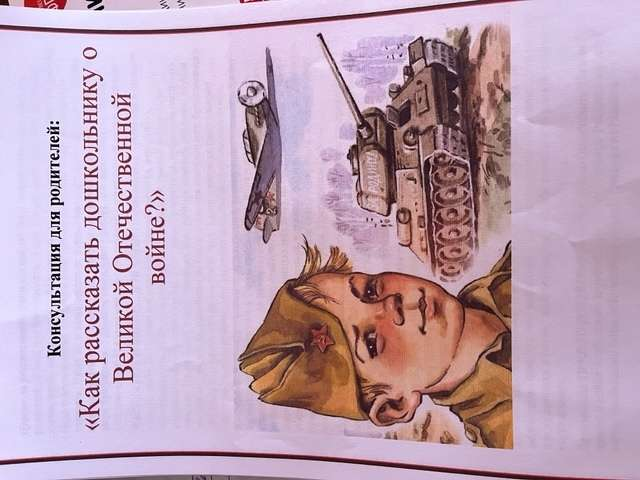 Консультация для родителей:
«Как рассказать дошкольнику о
Великой Отечественной
войне?»